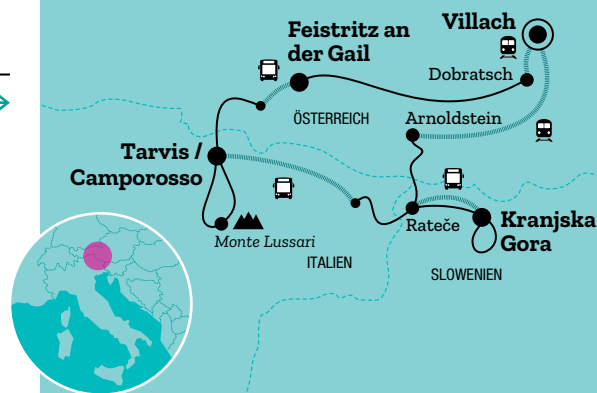 Villach
Feistritz an
der Gail
Dobratsch
ÖSTERREICH
Arnoldstein
Tarvis /
Camporosso
Monte Lussari
Rateče
Kranjska
Gora
ITALIEN
SLOWENIEN